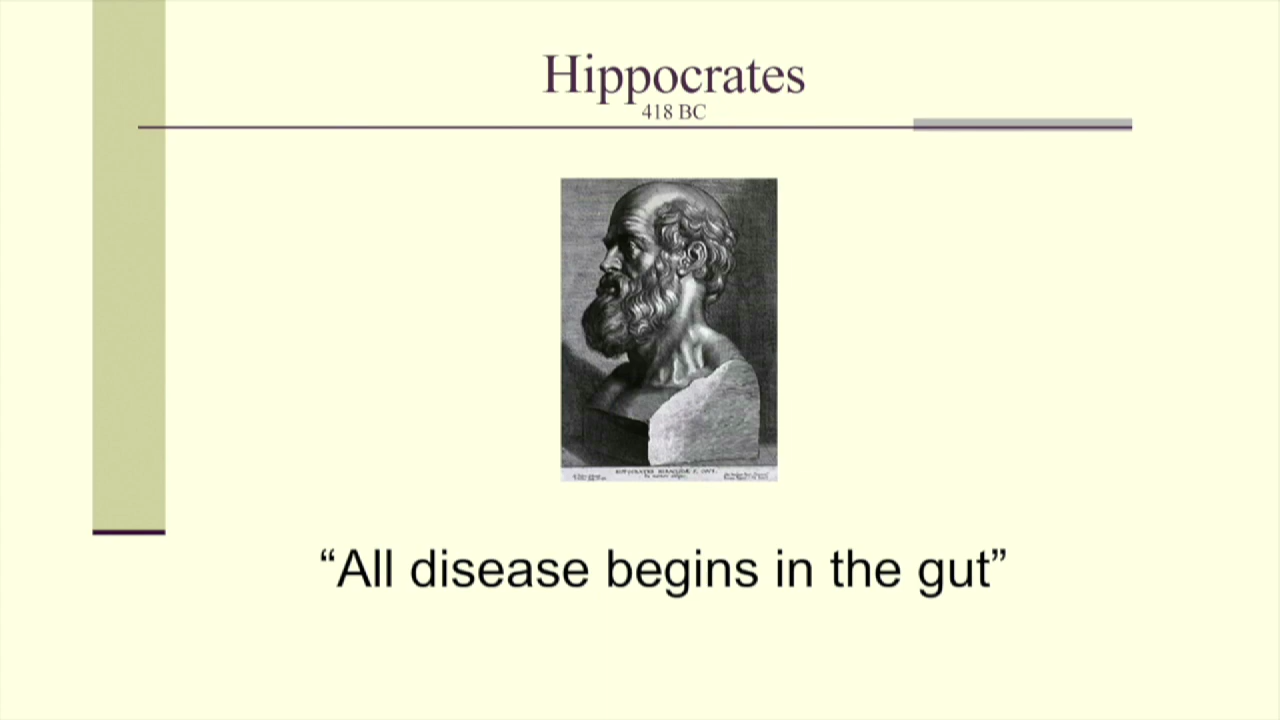 Hippocrates
418 BC
“All disease begins in the gut”